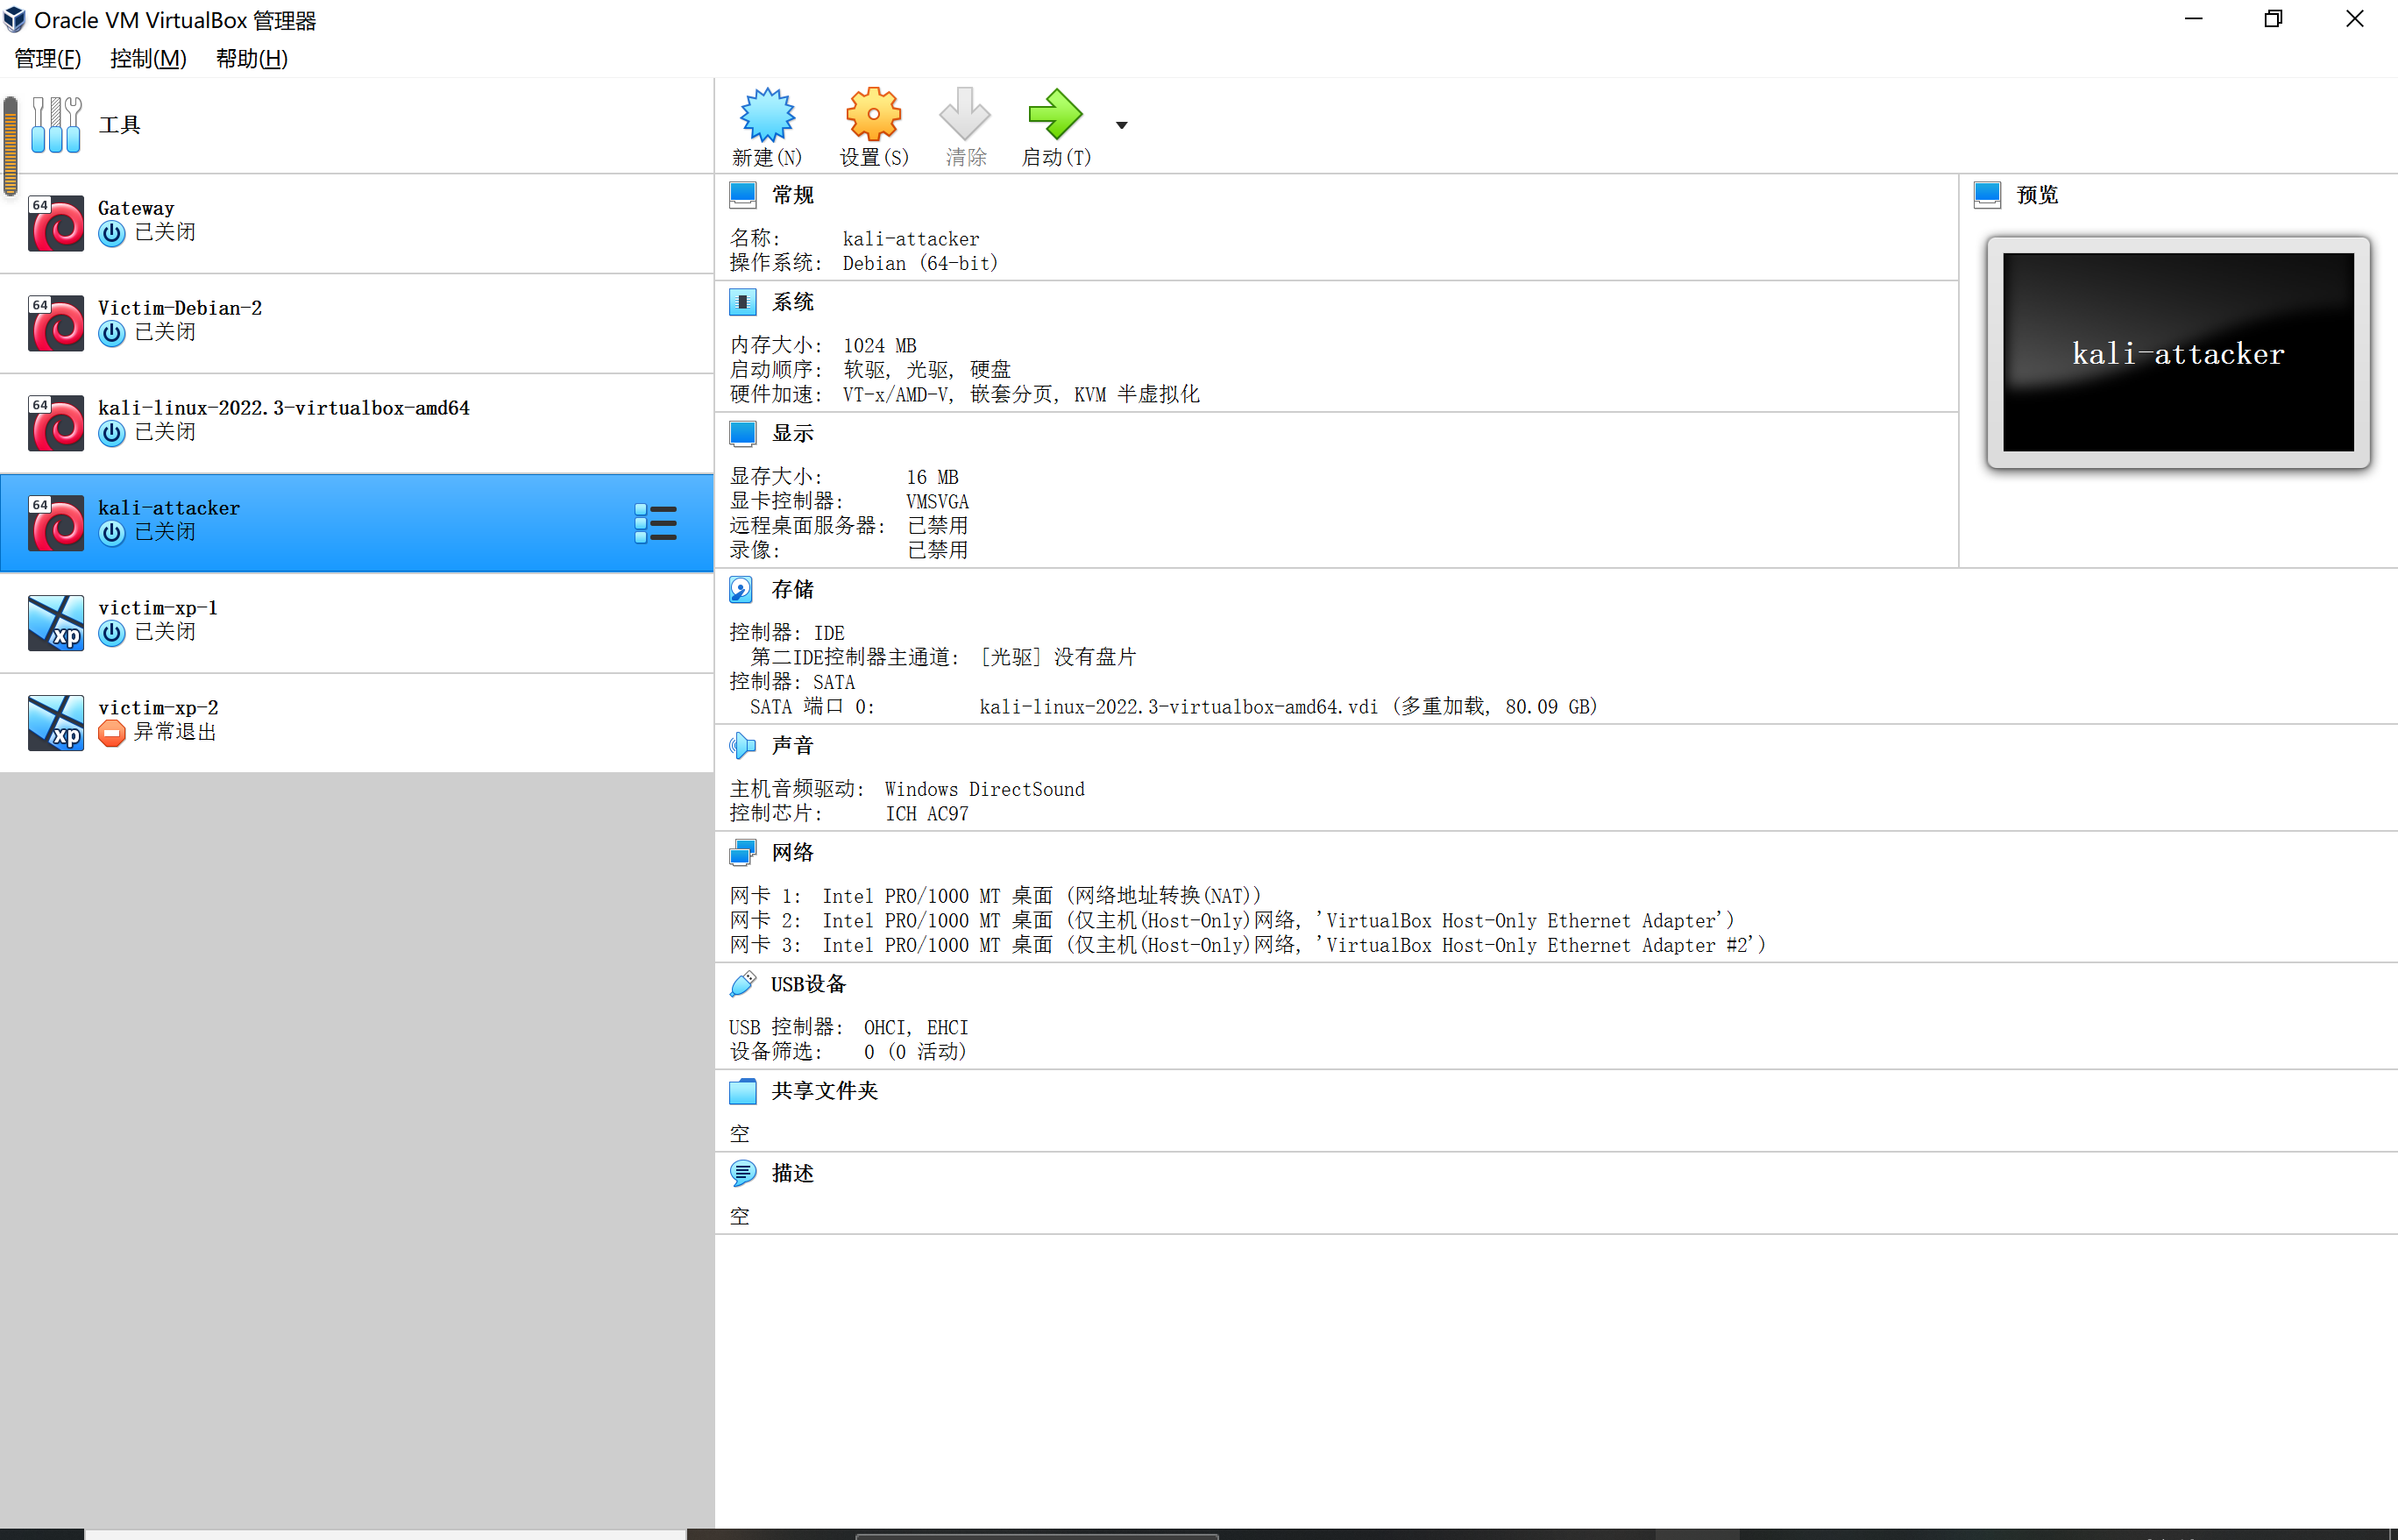 Oracle VM VirtualBox 管理器
管理(F) 控制(M) 帮助(H)
工具
Gateway
已关闭
Victim-Debian-2
已关闭
kali-linux-2022.3-virtualbox-amd64
已关闭
kali-attacker
已关闭
victim-xp-1
已关闭
victim-xp-2
异常退出
新建(N) 设置(S) 清除 启动(T)
常规
名称: kali-attacker
操作系统: Debian (64-bit)
系统
内存大小: 1024 MB
启动顺序: 软驱, 光驱, 硬盘
硬件加速: VT-x/AMD-V, 嵌套分页, KVM 半虚拟化
显示
显存大小: 16 MB
显卡控制器: VMSVGA
远程桌面服务器: 已禁用
录像: 已禁用
预览
kali-attacker
存储
控制器: IDE
第二IDE控制器主通道: [光驱] 没有盘片
控制器: SATA
SATA 端口 0: kali-linux-2022.3-virtualbox-amd64.vdi (多重加载, 80.09 GB)
声音
主机音频驱动: Windows DirectSound
控制芯片: ICH AC97
网络
网卡 1: Intel PRO/1000 MT 桌面 (网络地址转换(NAT))
网卡 2: Intel PRO/1000 MT 桌面 (仅主机(Host-Only)网络, 'VirtualBox Host-Only Ethernet Adapter')
网卡 3: Intel PRO/1000 MT 桌面 (仅主机(Host-Only)网络, 'VirtualBox Host-Only Ethernet Adapter #2')
USB设备
USB 控制器: OHCI, EHCI
设备筛选: 0 (0 活动)
共享文件夹
空
描述
空
64
64
64
64
xp
xp